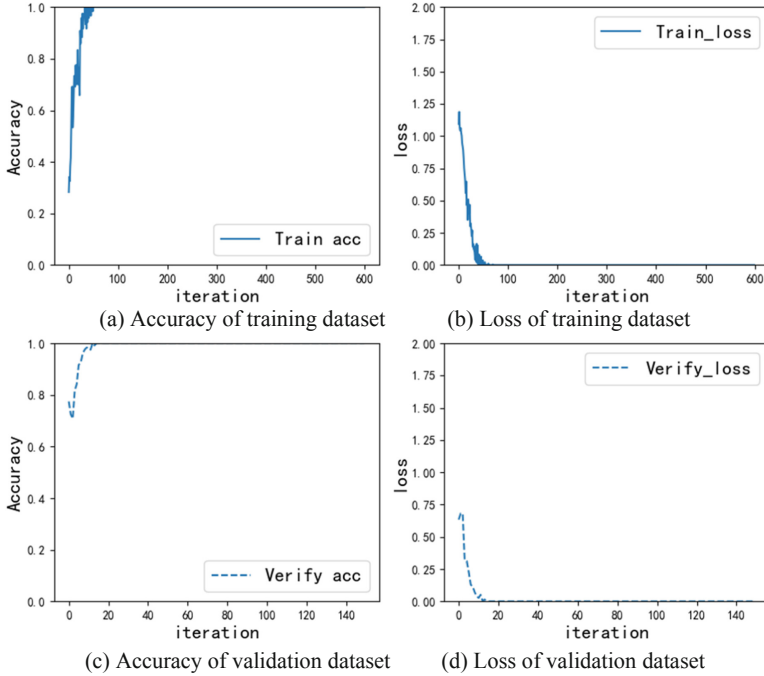 1.0
0.8
0.6
0.4
0.2
0.0
Accuracy
Train acc
0 100 200 300 400 500 600
iteration
(a) Accuracy of training dataset
2.00
1.75
1.50
1.25
1.00
0.75
0.50
0.25
0.00
loss
Train_loss
0 100 200 300 400 500 600
iteration
(b) Loss of training dataset
1.0
0.8
0.6
0.4
0.2
0.0
Accuracy
Verify acc
0 20 40 60 80 100 120 140
iteration
(c) Accuracy of validation dataset
2.00
1.75
1.50
1.25
1.00
0.75
0.50
0.25
0.00
loss
Verify_loss
0 20 40 60 80 100 120 140
iteration
(d) Loss of validation dataset